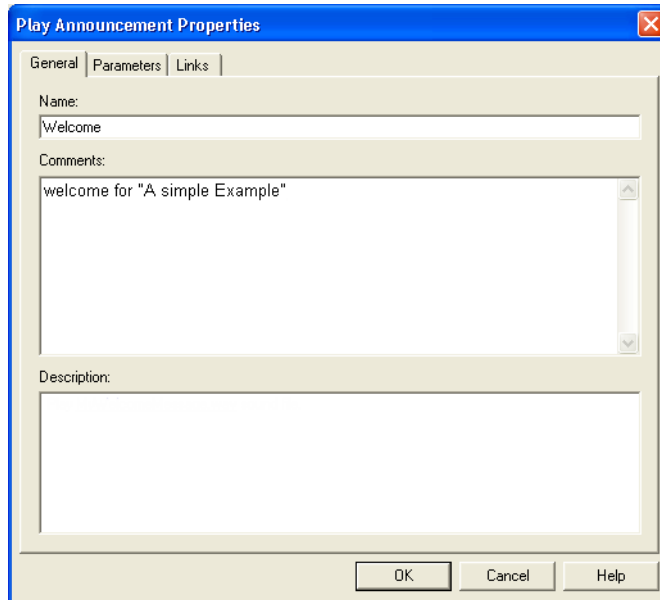 Play Announcement Properties
General Parameters Links
Name:
Welcome
Comments:
welcome for "A simple Example"
Description:
OK Cancel Help